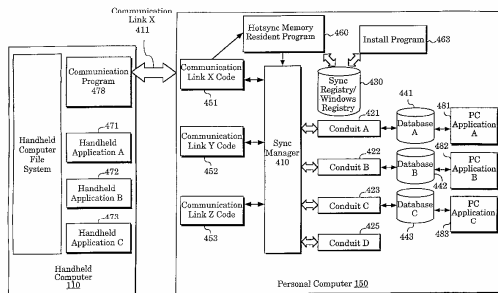 Communication
Link X
411
Hotsync Memory
Resident Program
460
Install Program
463
Communication
Program
478
Communication
Link X Code
451
Sync
Registry/
Windows
Registry
430
441
481
421
Conduit A
Database
A
PC
Application
A
Handheld
Computer
File
System
471
Handheld
Application A
472
Handheld
Application B
473
Handheld
Application C
Communication
Link Y Code
452
Sync
Manager
410
422
Conduit B
Database
B
442
482
PC
Application
B
423
Conduit C
Database
C
443
PC
Application
C
483
Communication
Link Z Code
453
425
Conduit D
Handheld
Computer
110
Personal Computer 150